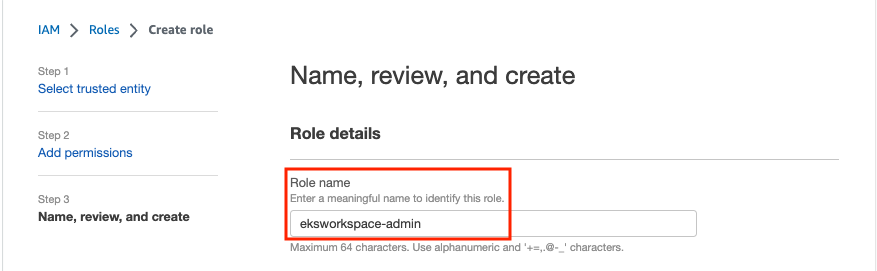 IAM > Roles > Create role
Step 1
Select trusted entity
Step 2
Add permissions
Step 3
Name, review, and create
Name, review, and create
Role details
Role name
Enter a meaningful name to identify this role.
eksworkspace-admin
Maximum 64 characters. Use alphanumeric and '+=,.@-_' characters.